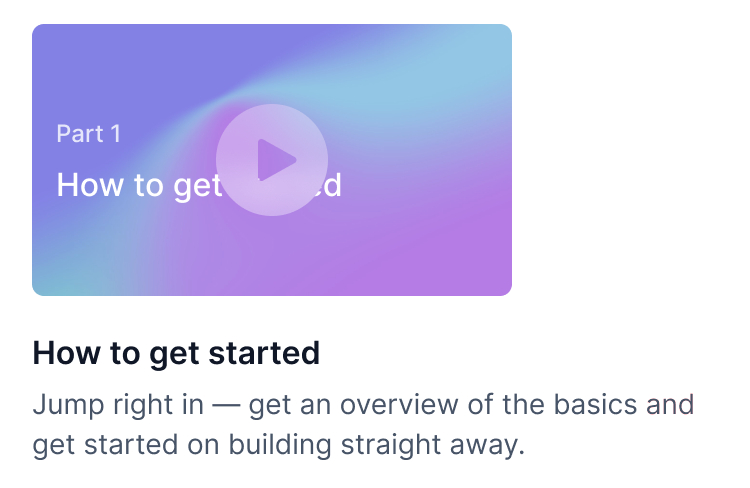 Part 1
How to get ed
How to get started
Jump right in — get an overview of the basics and
get started on building straight away.